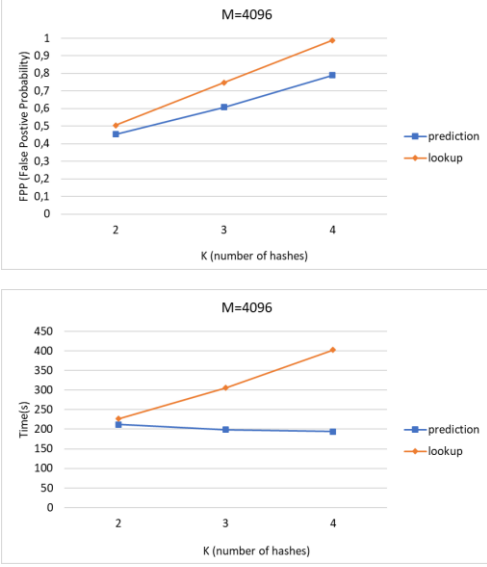 M=4096
FPP (False Postive Probability)
1
0,9
0,8
0,7
0,6
0,5
0,4
0,3
0,2
0,1
0
2 3 4
K (number of hashes)
prediction
lookup
M=4096
Time(s)
450
400
350
300
250
200
150
100
50
0
2 3 4
K (number of hashes)
prediction
lookup